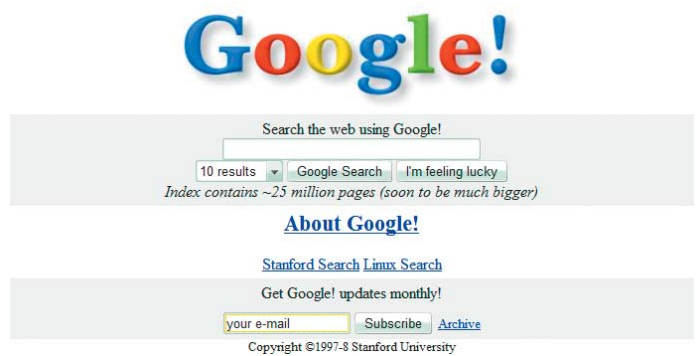 Google!
Search the web using Google!
10 results Google Search I'm feeling lucky
Index contains ~25 million pages (soon to be much bigger)
About Google!
Stanford Search Linux Search
Get Google! updates monthly!
your e-mail Subscribe Archive
Copyright ©1997-8 Stanford University